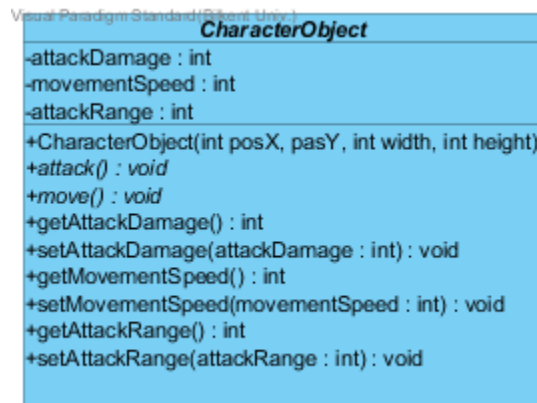 Visual Paradigm Standard(Bilkent Univ.)
CharacterObject
-attackDamage : int
-movementSpeed : int
-attackRange : int
+CharacterObject(int posX, pasY, int width, int height)
+attack() : void
+move() : void
+getAttackDamage() : int
+setAttackDamage(attackDamage : int) : void
+getMovementSpeed() : int
+setMovementSpeed(movementSpeed : int) : void
+getAttackRange() : int
+setAttackRange(attackRange : int) : void